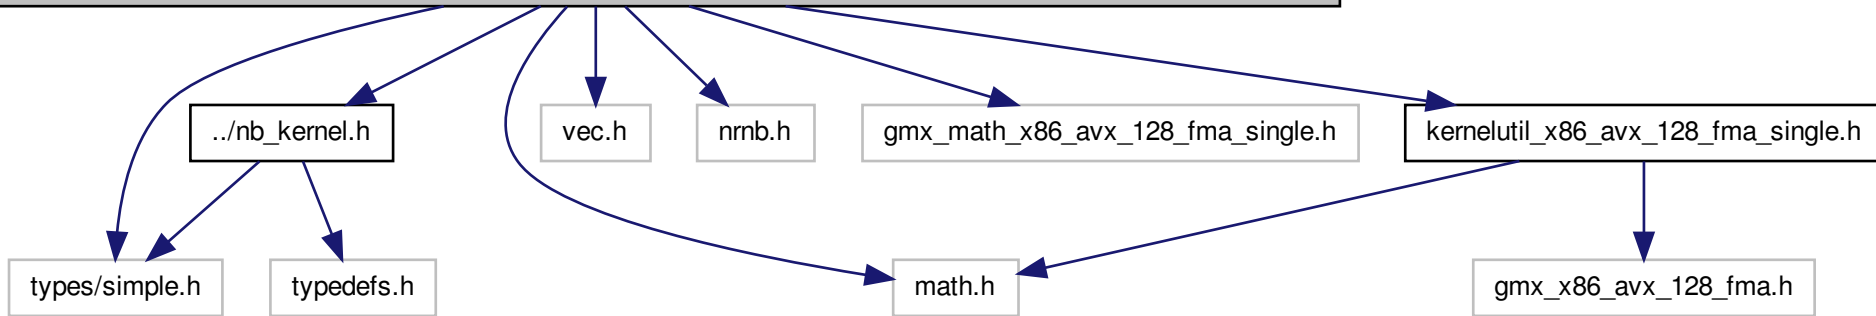 ../nb_kernel.h
vec.h
nrnb.h
gmx_math_x86_avx_128_fma_single.h
kernelutil_x86_avx_128_fma_single.h
types/simple.h
typedefs.h
math.h
gmx_x86_avx_128_fma.h